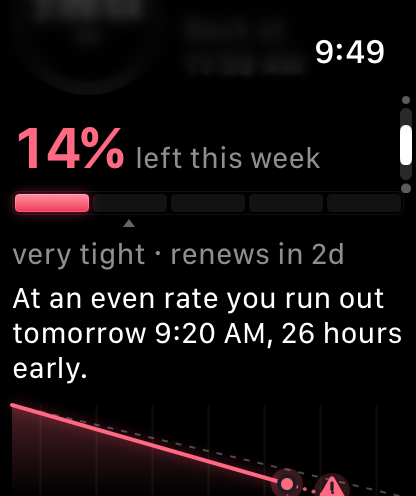 9:49
14% left this week
very tight · renews in 2d
At an even rate you run out
tomorrow 9:20 AM, 26 hours
early.